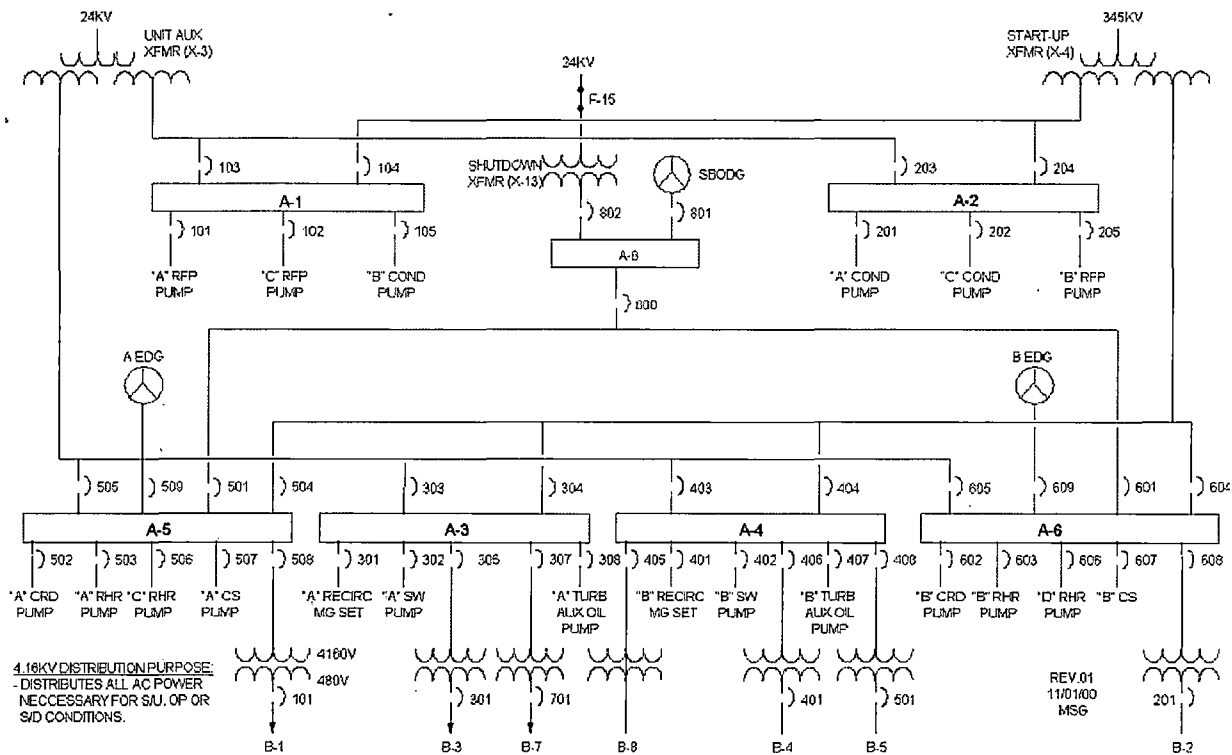 24KV
UNIT AUX
XFMR (X-3)
24KV
F-15
START-UP
XFMR (X-4)
345KV
103
104
SHUTDOWN
XFMR (X-13)
SBODG
203
204
802
801
A-1
A-2
101
102
105
A-8
201
202
205
"A" RFP
PUMP
"C" RFP
PUMP
"B" COND
PUMP
"A" COND
PUMP
"C" COND
PUMP
"B" RFP
PUMP
800
A EDG
B EDG
505
509
501
504
303
304
403
404
605
609
601
604
A-5
A-3
A-4
A-6
502
503
506
507
508
301
302
305
307
308
405
401
402
406
407
408
602
603
606
607
608
"A" CRD
PUMP
"A" RHR
PUMP
"C" RHR
PUMP
"A" CS
PUMP
"A" RECIRC
MG SET
"A" SW
PUMP
"A" TURB
AUX OIL
PUMP
"B" RECIRC
MG SET
"B" SW
PUMP
"B" TURB
AUX OIL
PUMP
"B" CRD
PUMP
"B" RHR
PUMP
"D" RHR
PUMP
"B" CS
4160V
480V
4.16KV DISTRIBUTION PURPOSE:
- DISTRIBUTES ALL AC POWER
NECCESSARY FOR S/U, OP OR
S/D CONDITIONS.
101
301
701
401
501
REV.01
11/01/00
MSG
201
B-1
B-3
B-7
B-8
B-4
B-5
B-2